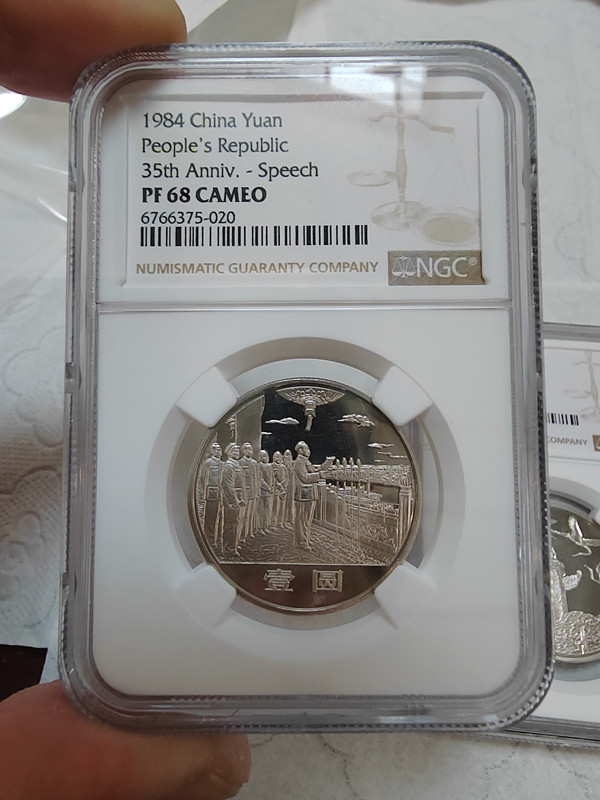 1984 China Yuan
People's Republic
35th Anniv. - Speech
PF 68 CAMEO
6766375-020
NUMISMATIC GUARANTY COMPANY NGC®
COMPANY
壹 圆